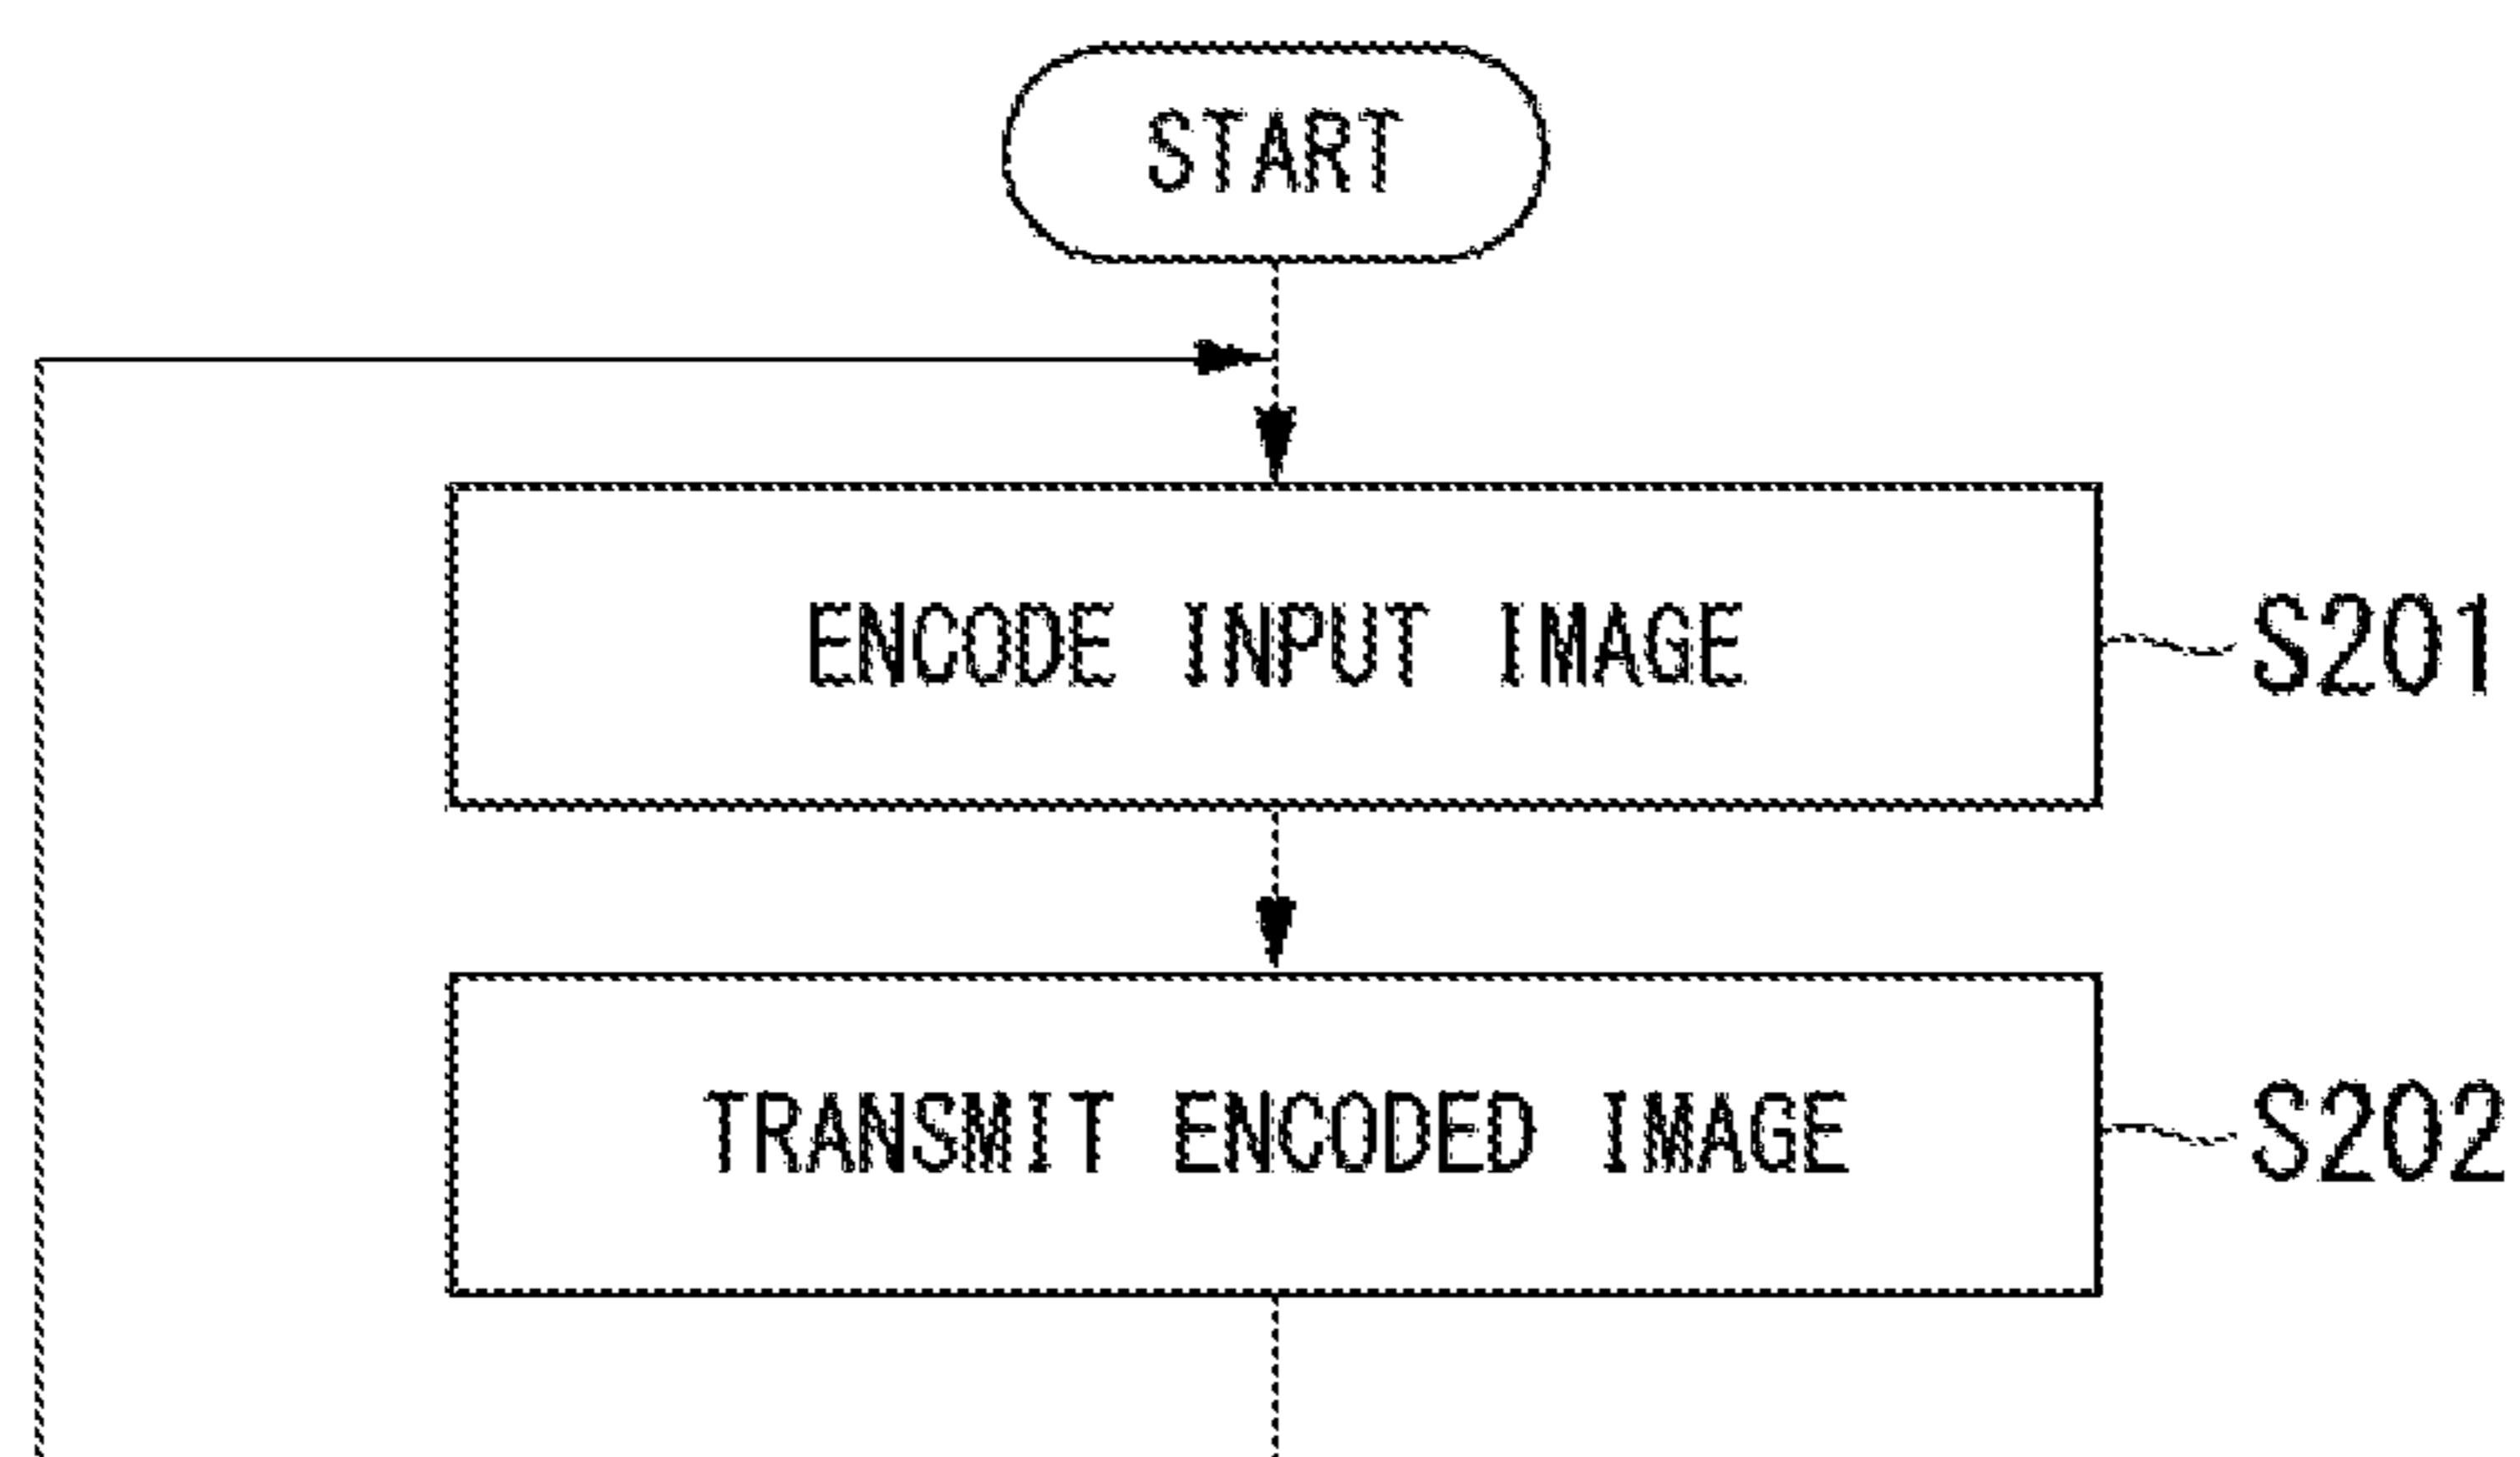 START
ENCODE INPUT IMAGE
S201
TRANSMIT ENCODED IMAGE
S202